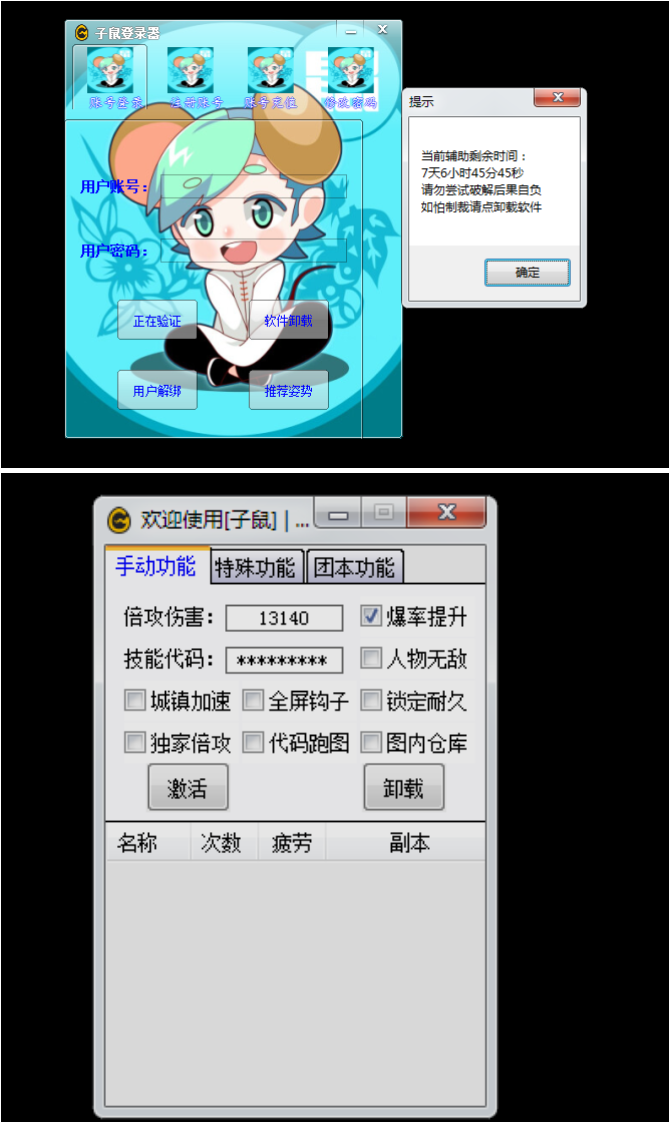 子鼠登录器
账号登录 注册账号 账号充值 修改密码
用户账号：
用户密码：
正在验证 软件卸载
用户解绑 推荐姿势
提示
当前辅助剩余时间：
7天6小时45分45秒
请勿尝试破解后果自负
如怕制裁请点卸载软件
确定
欢迎使用[子鼠] | ...
手动功能 特殊功能 团本功能
倍攻伤害： 13140 爆率提升
技能代码： ********* 人物无敌
城镇加速 全屏钩子 锁定耐久
独家倍攻 代码跑图 图内仓库
激活 卸载
名称 次数 疲劳 副本